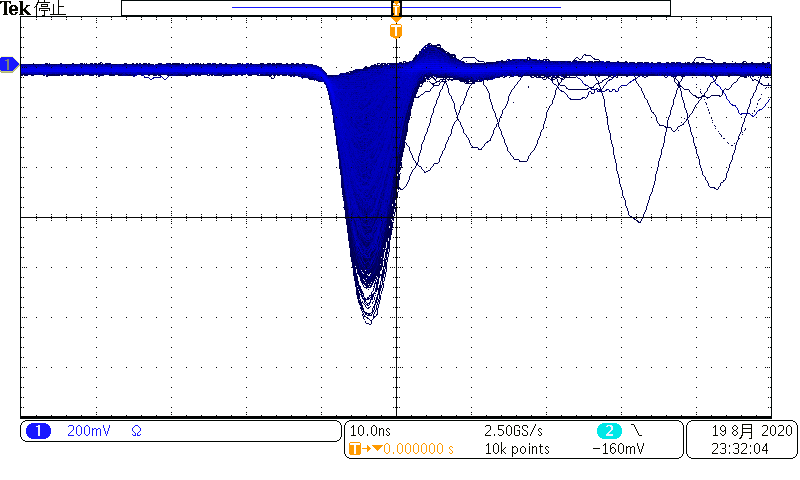 Tek 停止
T
T
1
1 200mV Ω
10.0ns 2.50GS/s 2
T→▼0.000000 s 10k points −160mV
19 8月 2020
23:32:04